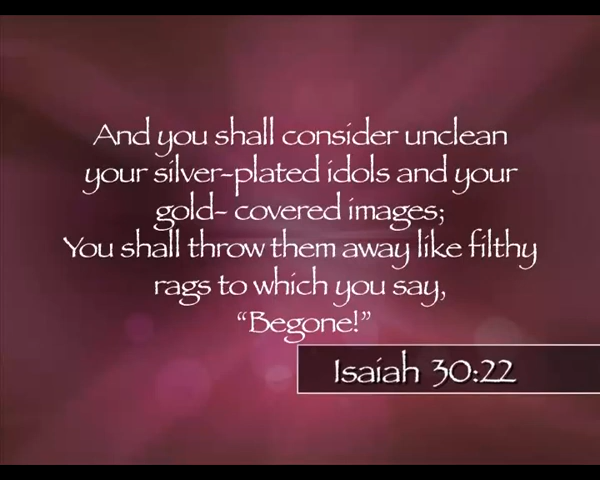 And you shall consider unclean
your silver-plated idols and your
gold- covered images;
You shall throw them away like filthy
rags to which you say,
“Begone!”
Isaiah 30:22